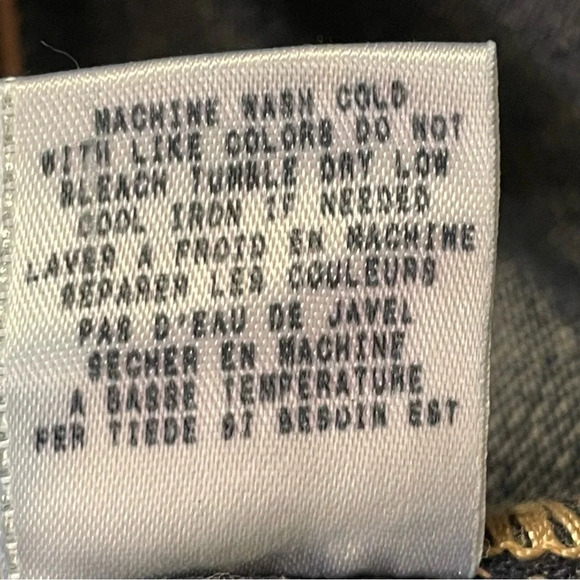 MACHINE WASH COLD
WITH LIKE COLORS DO NOT
BLEACH TUMBLE DRY LOW
COOL IRON IF NEEDED
LAVER A FROID EN MACHINE
SEPARER LES COULEURS
PAS D'EAU DE JAVEL
SECHER EN MACHINE
A BASSE TEMPERATURE
FER TIEDE SI BESOIN EST